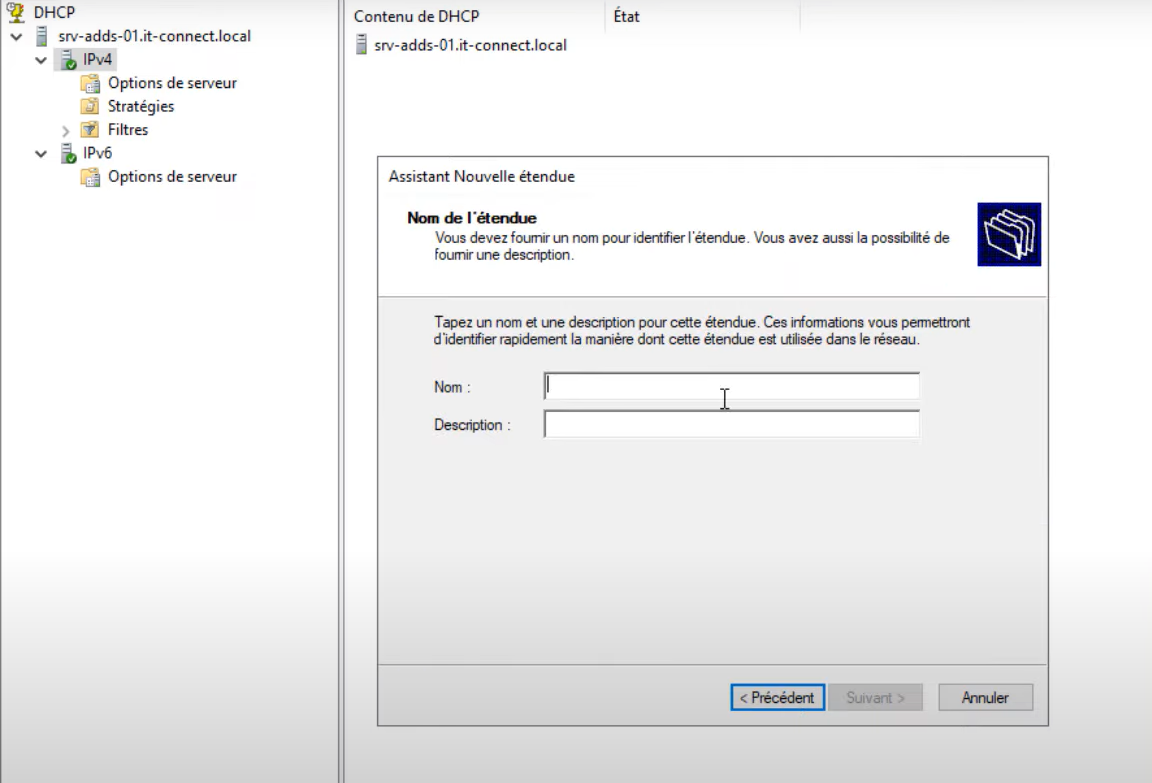 DHCP
srv-adds-01.it-connect.local
IPv4
Options de serveur
Stratégies
Filtres
IPv6
Options de serveur
Contenu de DHCP
État
srv-adds-01.it-connect.local
Assistant Nouvelle étendue
Nom de l'étendue
Vous devez fournir un nom pour identifier l'étendue. Vous avez aussi la possibilité de
fournir une description.
Tapez un nom et une description pour cette étendue. Ces informations vous permettront
d'identifier rapidement la manière dont cette étendue est utilisée dans le réseau.
Nom :
Description :
< Précédent
Suivant >
Annuler